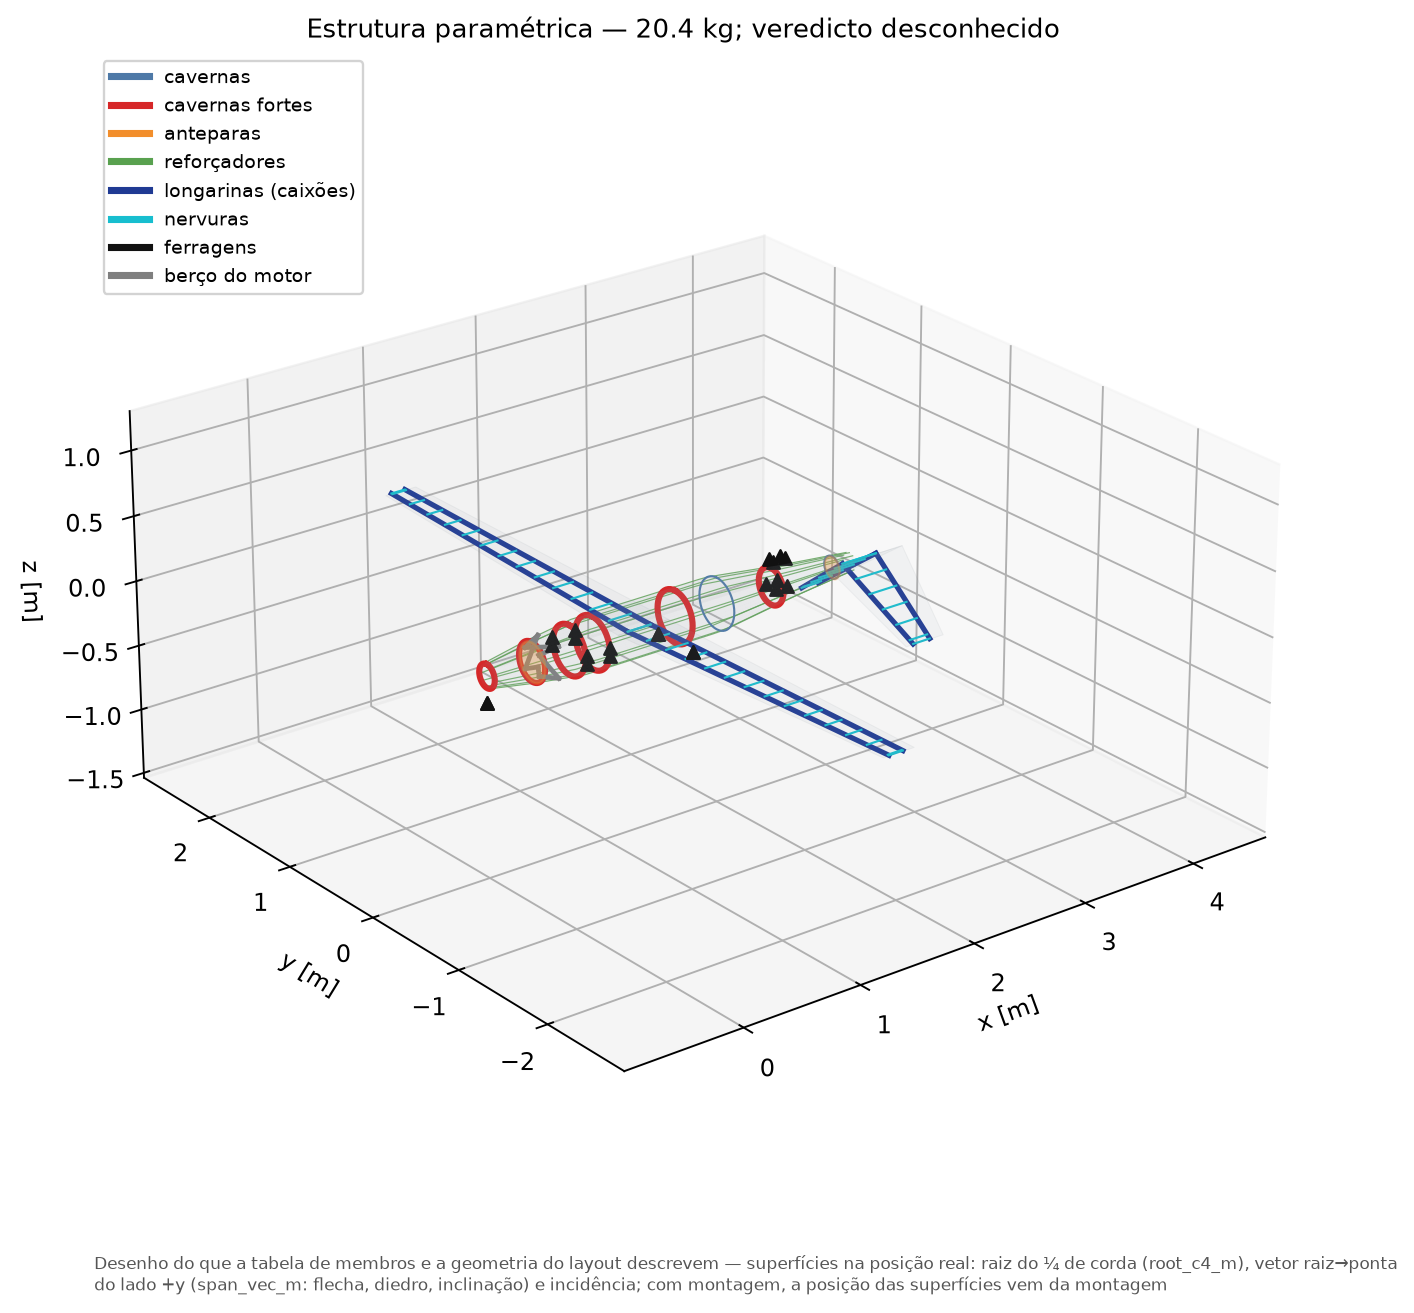 Estrutura paramétrica — 20.4 kg; veredicto desconhecido
cavernas
cavernas fortes
anteparas
reforçadores
longarinas (caixões)
nervuras
ferragens
berço do motor
1.0
0.5
0.0
−0.5
−1.0
−1.5
z [m]
2
1
0
−1
−2
y [m]
0
1
2
3
4
x [m]
Desenho do que a tabela de membros e a geometria do layout descrevem — superfícies na posição real: raiz do ¼ de corda (root_c4_m), vetor raiz→ponta
do lado +y (span_vec_m: flecha, diedro, inclinação) e incidência; com montagem, a posição das superfícies vem da montagem